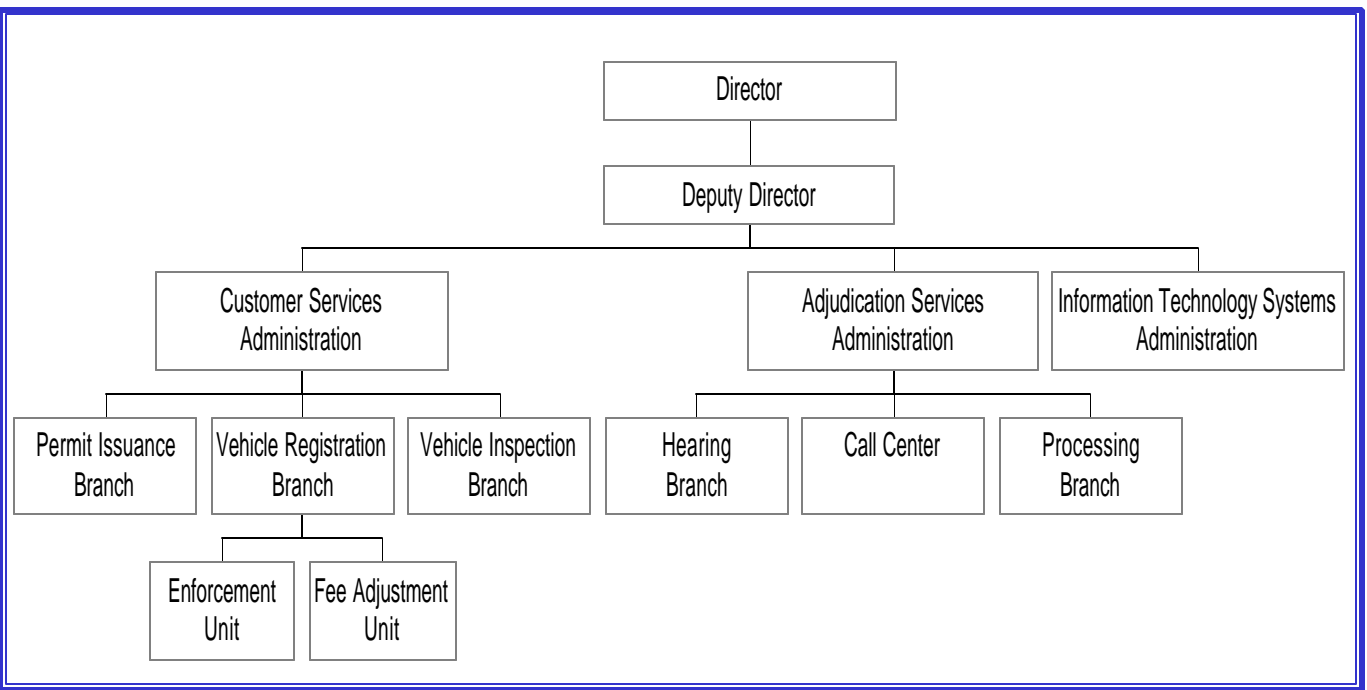 Director
Deputy Director
Customer Services
Administration
Adjudication Services
Administration
Information Technology Systems
Administration
Permit Issuance
Branch
Vehicle Registration
Branch
Vehicle Inspection
Branch
Hearing
Branch
Call Center
Processing
Branch
Enforcement
Unit
Fee Adjustment
Unit